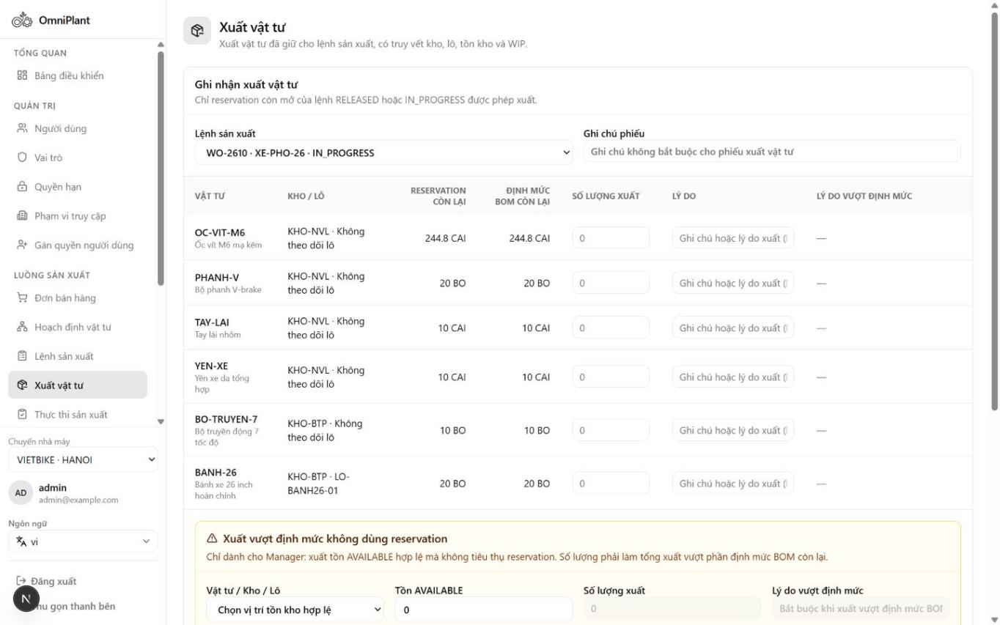 OmniPlant
TỔNG QUAN
Bảng điều khiển
QUẢN TRỊ
Người dùng
Vai trò
Quyền hạn
Phạm vi truy cập
Gán quyền người dùng
LUỒNG SẢN XUẤT
Đơn bán hàng
Hoạch định vật tư
Lệnh sản xuất
Xuất vật tư
Thực thi sản xuất
Chuyển nhà máy
VIETBIKE · HANOI
AD
admin
admin@example.com
Ngôn ngữ
vi
Đăng xuất
N
hu gọn thanh bên
Xuất vật tư
Xuất vật tư đã giữ cho lệnh sản xuất, có truy vết kho, lô, tồn kho và WIP.
Ghi nhận xuất vật tư
Chỉ reservation còn mở của lệnh RELEASED hoặc IN_PROGRESS được phép xuất.
Lệnh sản xuất
Ghi chú phiếu
WO-2610 · XE-PHO-26 · IN_PROGRESS
Ghi chú không bắt buộc cho phiếu xuất vật tư
VẬT TƯ
KHO / LÔ
RESERVATION
CÒN LẠI
ĐỊNH MỨC
BOM CÒN LẠI
SỐ LƯỢNG XUẤT
LÝ DO
LÝ DO VƯỢT ĐỊNH MỨC
OC-VIT-M6
Ốc vít M6 mạ kẽm
KHO-NVL · Không
theo dõi lô
244.8 CAI
244.8 CAI
0
Ghi chú hoặc lý do xuất (
—
PHANH-V
Bộ phanh V-brake
KHO-NVL · Không
theo dõi lô
20 BO
20 BO
0
Ghi chú hoặc lý do xuất (
—
TAY-LAI
Tay lái nhôm
KHO-NVL · Không
theo dõi lô
10 CAI
10 CAI
0
Ghi chú hoặc lý do xuất (
—
YEN-XE
Yên xe da tổng
hợp
KHO-NVL · Không
theo dõi lô
10 CAI
10 CAI
0
Ghi chú hoặc lý do xuất (
—
BO-TRUYEN-7
Bộ truyền động 7
tốc độ
KHO-BTP · Không
theo dõi lô
10 BO
10 BO
0
Ghi chú hoặc lý do xuất (
—
BANH-26
Bánh xe 26 inch
hoàn chỉnh
KHO-BTP · LO-
BANH26-01
20 BO
20 BO
0
Ghi chú hoặc lý do xuất (
—
Xuất vượt định mức không dùng reservation
Chỉ dành cho Manager: xuất tồn AVAILABLE hợp lệ mà không tiêu thụ reservation. Số lượng phải làm tổng xuất vượt phần định mức BOM còn lại.
Vật tư / Kho / Lô
Tồn AVAILABLE
Số lượng xuất
Lý do vượt định mức
Chọn vị trí tồn kho hợp lệ
0
0
Bắt buộc khi xuất vượt định mức BOM